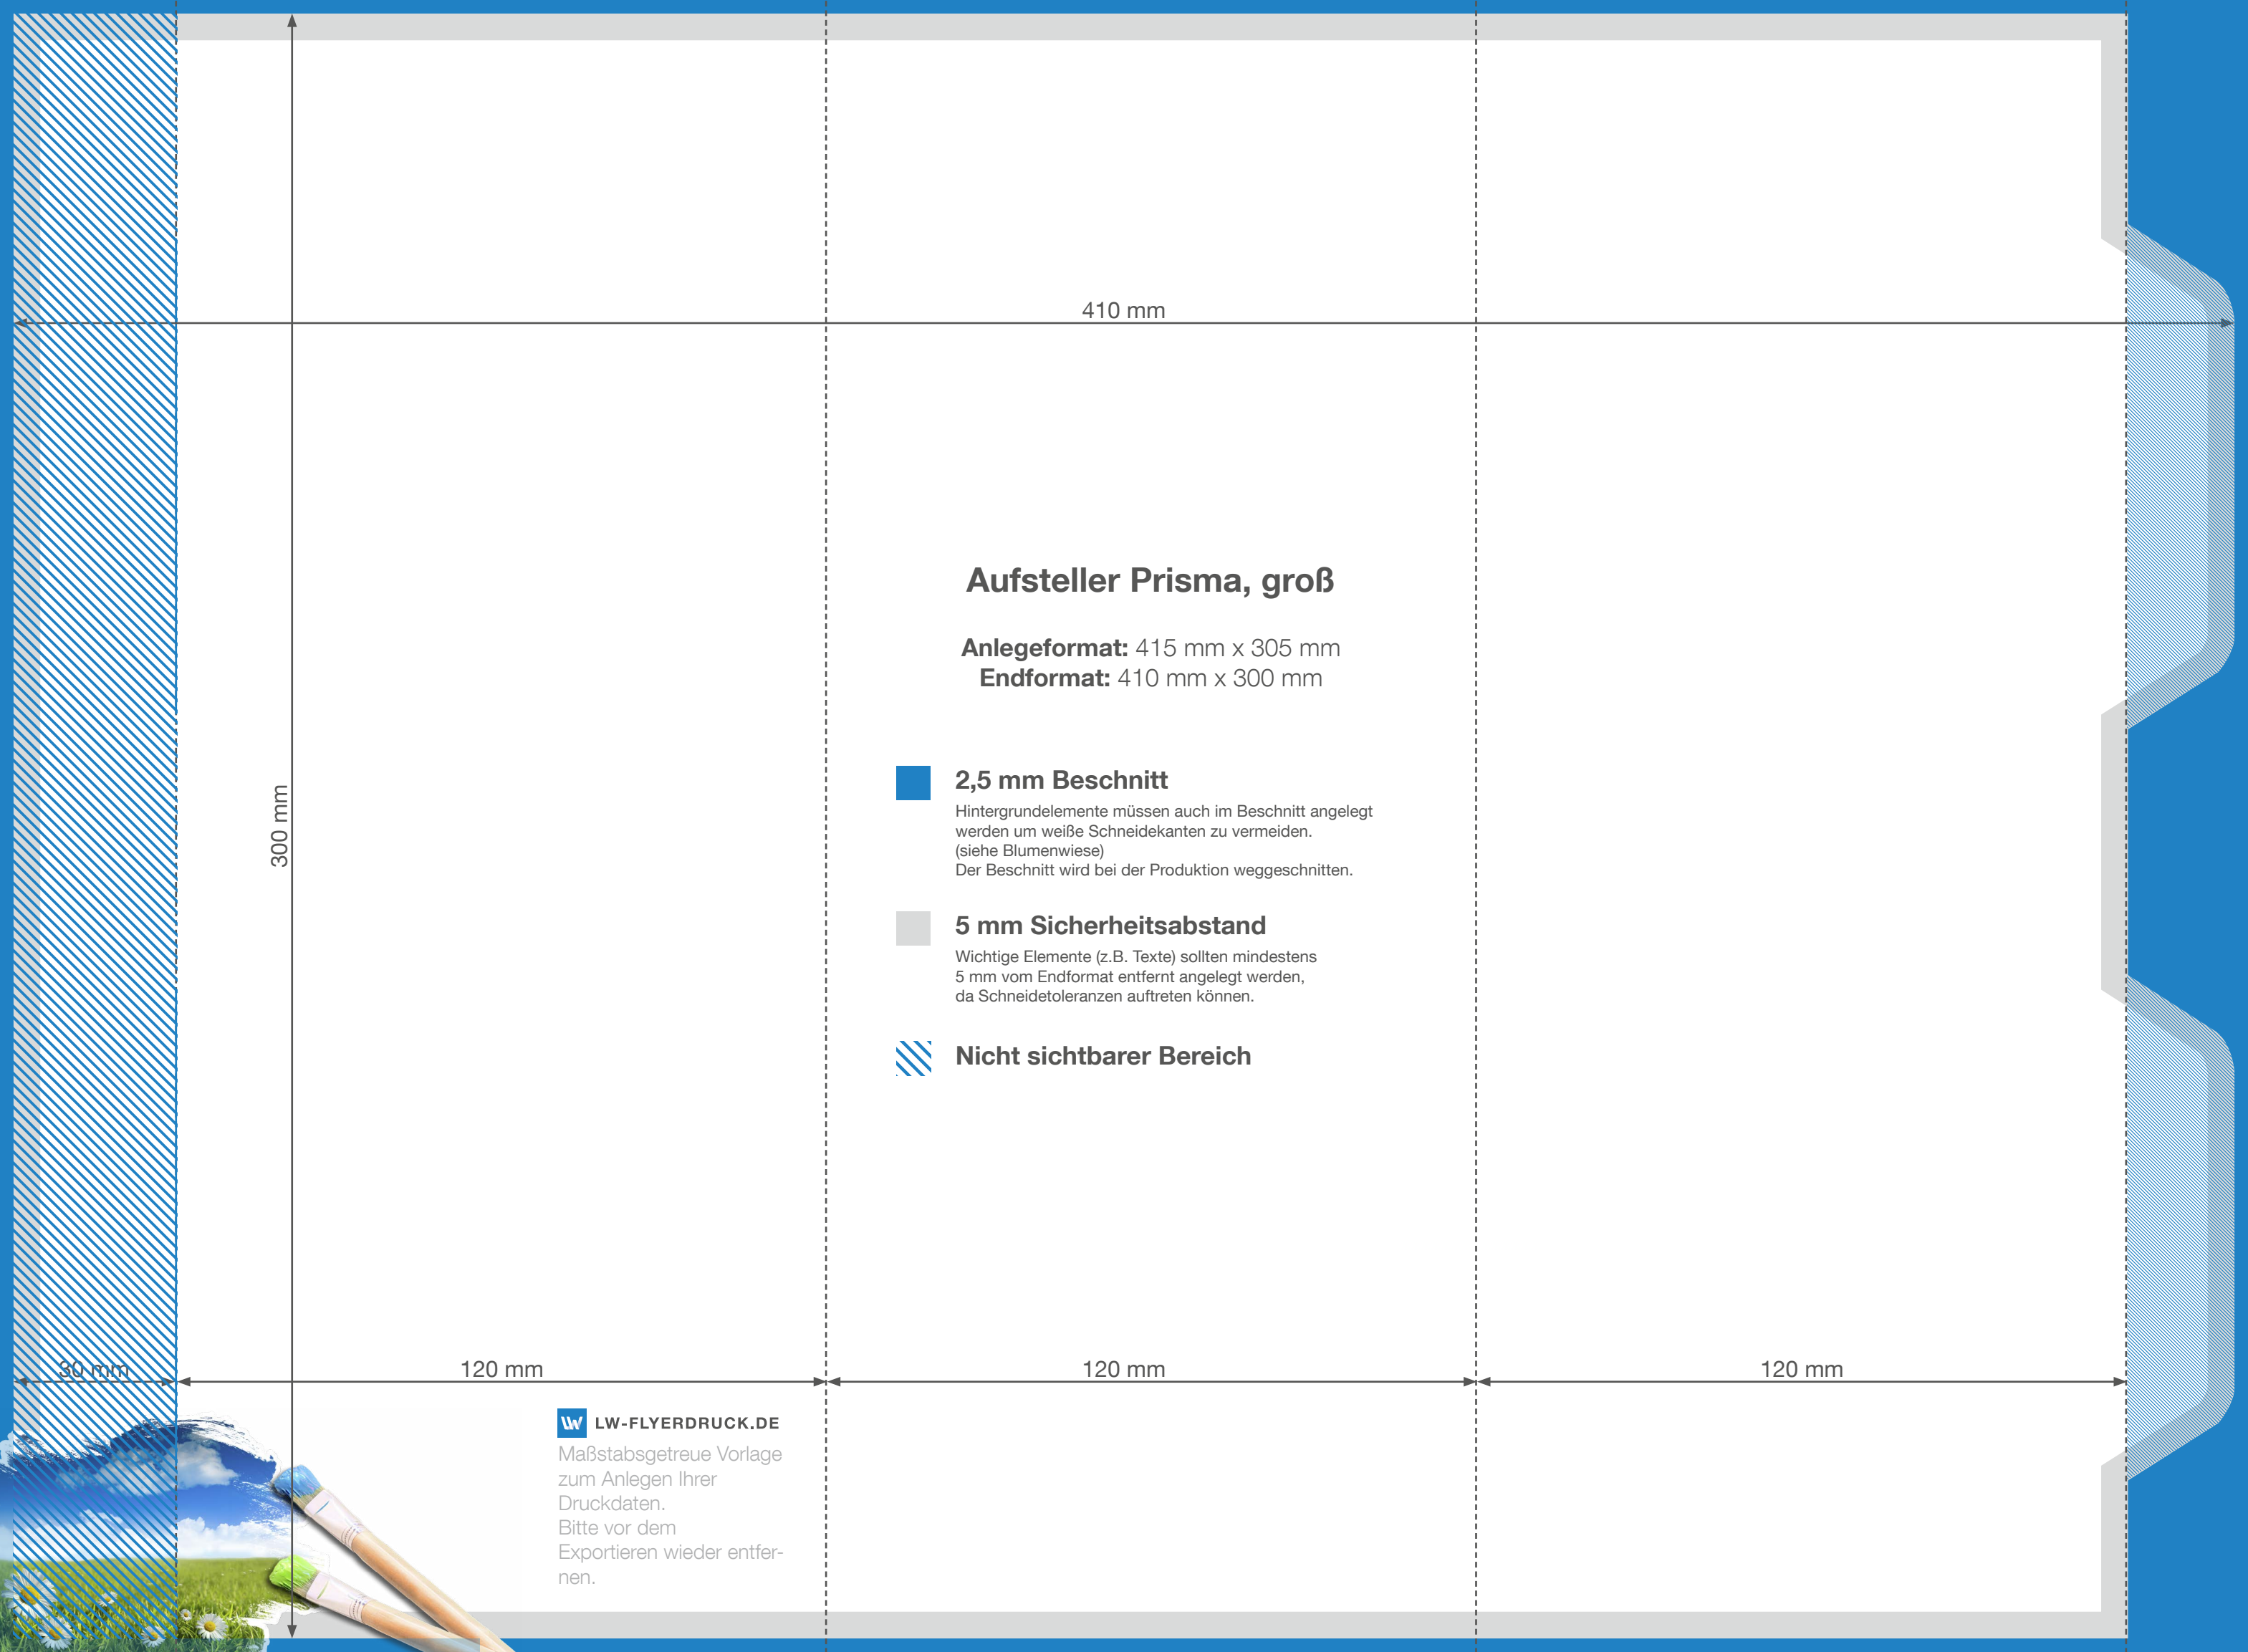 410 mm
Aufsteller Prisma, groß
Anlegeformat: 415 mm x 305 mm
Endformat: 410 mm x 300 mm
2,5 mm Beschnitt
Hintergrundelemente müssen auch im Beschnitt angelegt
werden um weiße Schneidekanten zu vermeiden.
(siehe Blumenwiese)
Der Beschnitt wird bei der Produktion weggeschnitten.
300 mm
5 mm Sicherheitsabstand
Wichtige Elemente (z.B. Texte) sollten mindestens
5 mm vom Endformat entfernt angelegt werden,
da Schneidetoleranzen auftreten können.
Nicht sichtbarer Bereich
30 mm
120 mm
120 mm
120 mm
LW LW-FLYERDRUCK.DE
Maßstabsgetreue Vorlage
zum Anlegen Ihrer
Druckdaten.
Bitte vor dem
Exportieren wieder entfer-
nen.